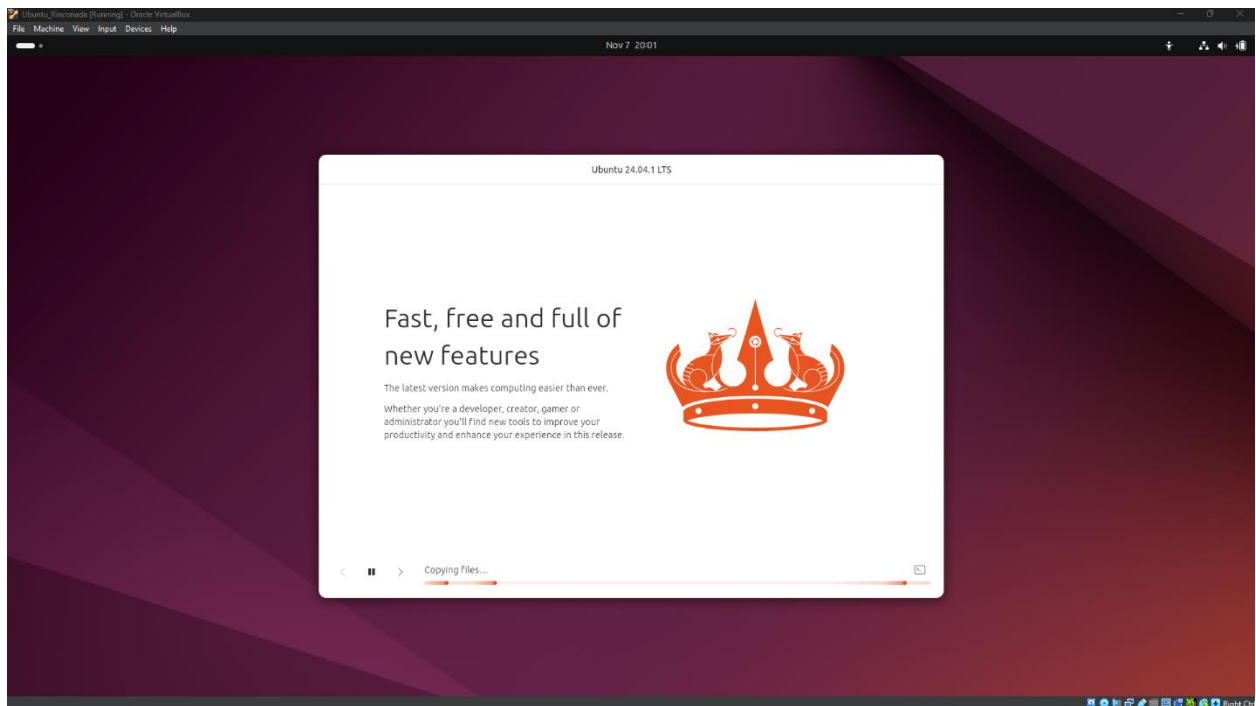 Ubuntu_Rinconada [Running] - Oracle VirtualBox
File Machine View Input Devices Help
Nov 7 20:01
Ubuntu 24.04.1 LTS
Fast, free and full of
new features
The latest version makes computing easier than ever.
Whether you're a developer, creator, gamer or
administrator you'll find new tools to improve your
productivity and enhance your experience in this release.
Copying files...
Right Ctrl